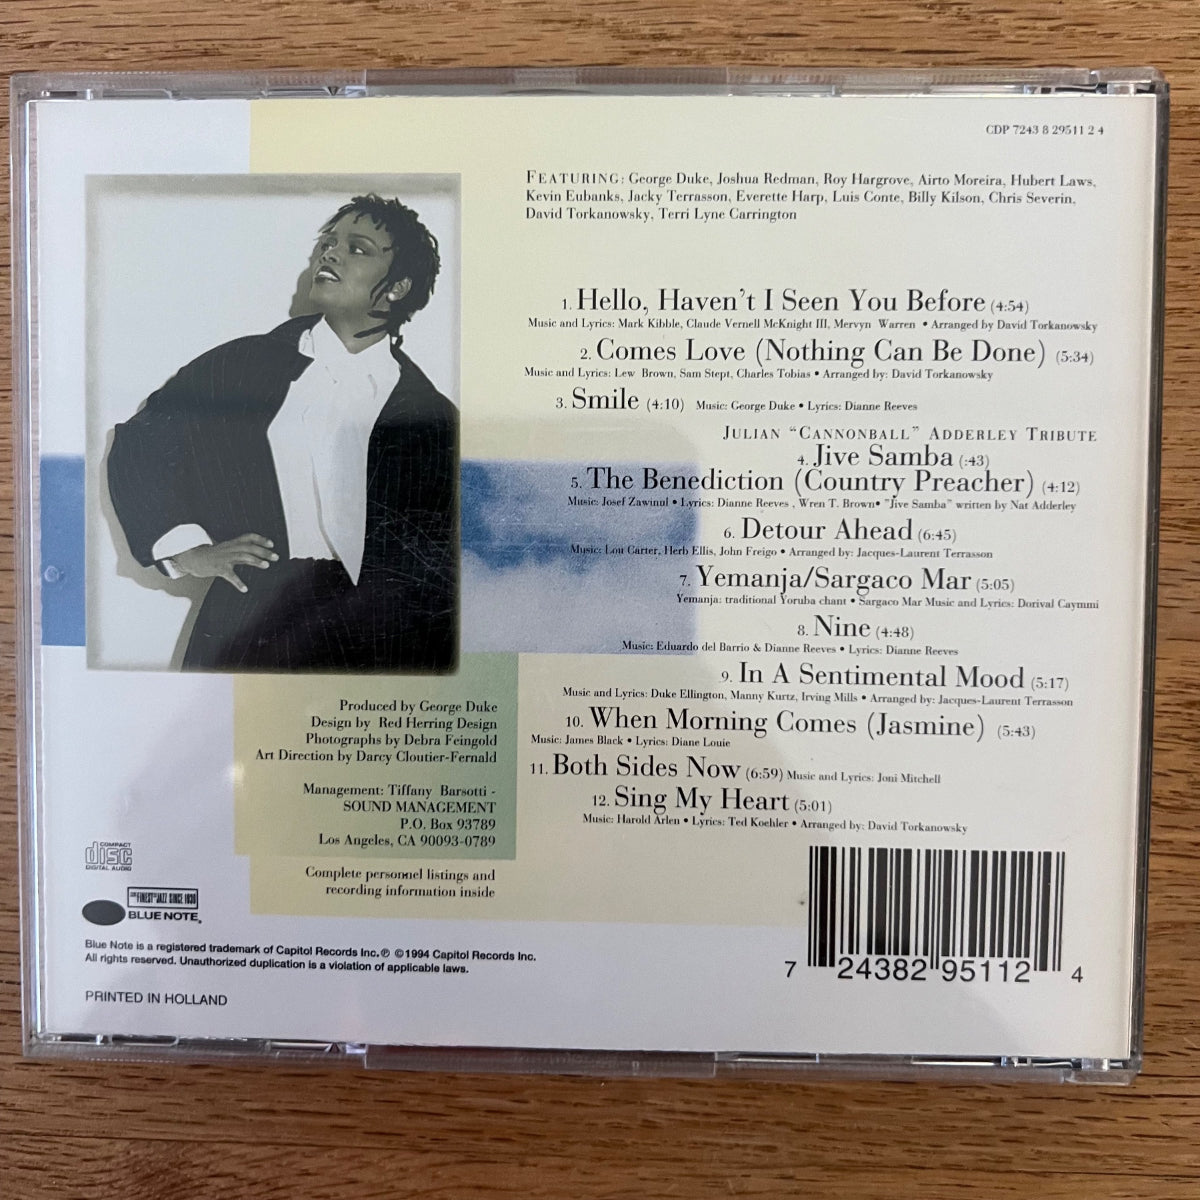 CDP 7243 8 29511 2 4
FEATURING: George Duke, Joshua Redman, Roy Hargrove, Airto Moreira, Hubert Laws,
Kevin Eubanks, Jacky Terrasson, Everette Harp, Luis Conte, Billy Kilson, Chris Severin,
David Torkanowsky, Terri Lyne Carrington
1. Hello, Haven't I Seen You Before (4:54)
Music and Lyrics: Mark Kibble, Claude Vernell McKnight III, Mervyn Warren • Arranged by David Torkanowsky
2. Comes Love (Nothing Can Be Done) (5:34)
Music and Lyrics: Lew Brown, Sam Stept, Charles Tobias • Arranged by: David Torkanowsky
3. Smile (4:10) Music: George Duke • Lyrics: Dianne Reeves
JULIAN "CANNONBALL" ADDERLEY TRIBUTE
4. Jive Samba (:43)
5. The Benediction (Country Preacher) (4:12)
Music: Josef Zawinul • Lyrics: Dianne Reeves , Wren T. Brown• "Jive Samba" written by Nat Adderley
6. Detour Ahead (6:45)
Music: Lou Carter, Herb Ellis, John Freigo • Arranged by: Jacques-Laurent Terrasson
7. Yemanja/Sargaco Mar (5:05)
Yemanja: traditional Yoruba chant • Sargaco Mar Music and Lyrics: Dorival Caymmi
8. Nine (4:48)
Music: Eduardo del Barrio & Dianne Reeves • Lyrics: Dianne Reeves
9. In A Sentimental Mood (5:17)
Music and Lyrics: Duke Ellington, Manny Kurtz, Irving Mills • Arranged by: Jacques-Laurent Terrasson
10. When Morning Comes (Jasmine) (5:43)
Music: James Black • Lyrics: Diane Louie
11. Both Sides Now (6:59) Music and Lyrics: Joni Mitchell
12. Sing My Heart (5:01)
Music: Harold Arlen • Lyrics: Ted Koehler • Arranged by: David Torkanowsky
Produced by George Duke
Design by Red Herring Design
Photographs by Debra Feingold
Art Direction by Darcy Cloutier-Fernald
Management: Tiffany Barsotti -
SOUND MANAGEMENT
P.O. Box 93789
Los Angeles, CA 90093-0789
Complete personnel listings and
recording information inside
COMPACT
disc
DIGITAL AUDIO
THE FINEST IN JAZZ SINCE 1939
BLUE NOTE®
Blue Note is a registered trademark of Capitol Records Inc.℗ ©1994 Capitol Records Inc.
All rights reserved. Unauthorized duplication is a violation of applicable laws.
PRINTED IN HOLLAND
7 24382 95112 4